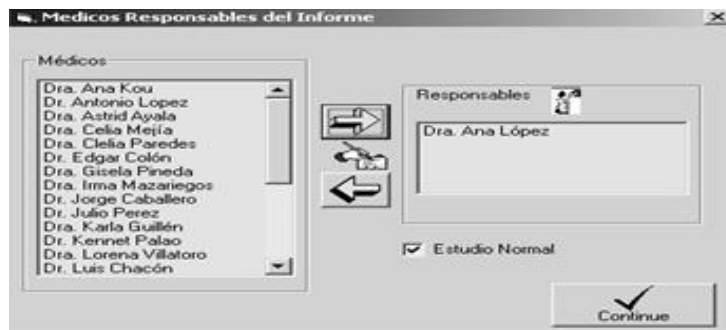 Medicos Responsables del Informe
Médicos
Dra. Ana Kou
Dr. Antonio Lopez
Dra. Astrid Ayala
Dra. Celia Mejía
Dra. Clelia Paredes
Dr. Edgar Colón
Dra. Gisela Pineda
Dra. Irma Mazariegos
Dr. Jorge Caballero
Dr. Julio Perez
Dra. Karla Guillén
Dr. Kennet Palao
Dra. Lorena Villatoro
Dr. Luis Chacón
Responsables
Dra. Ana López
Estudio Normal
Continue